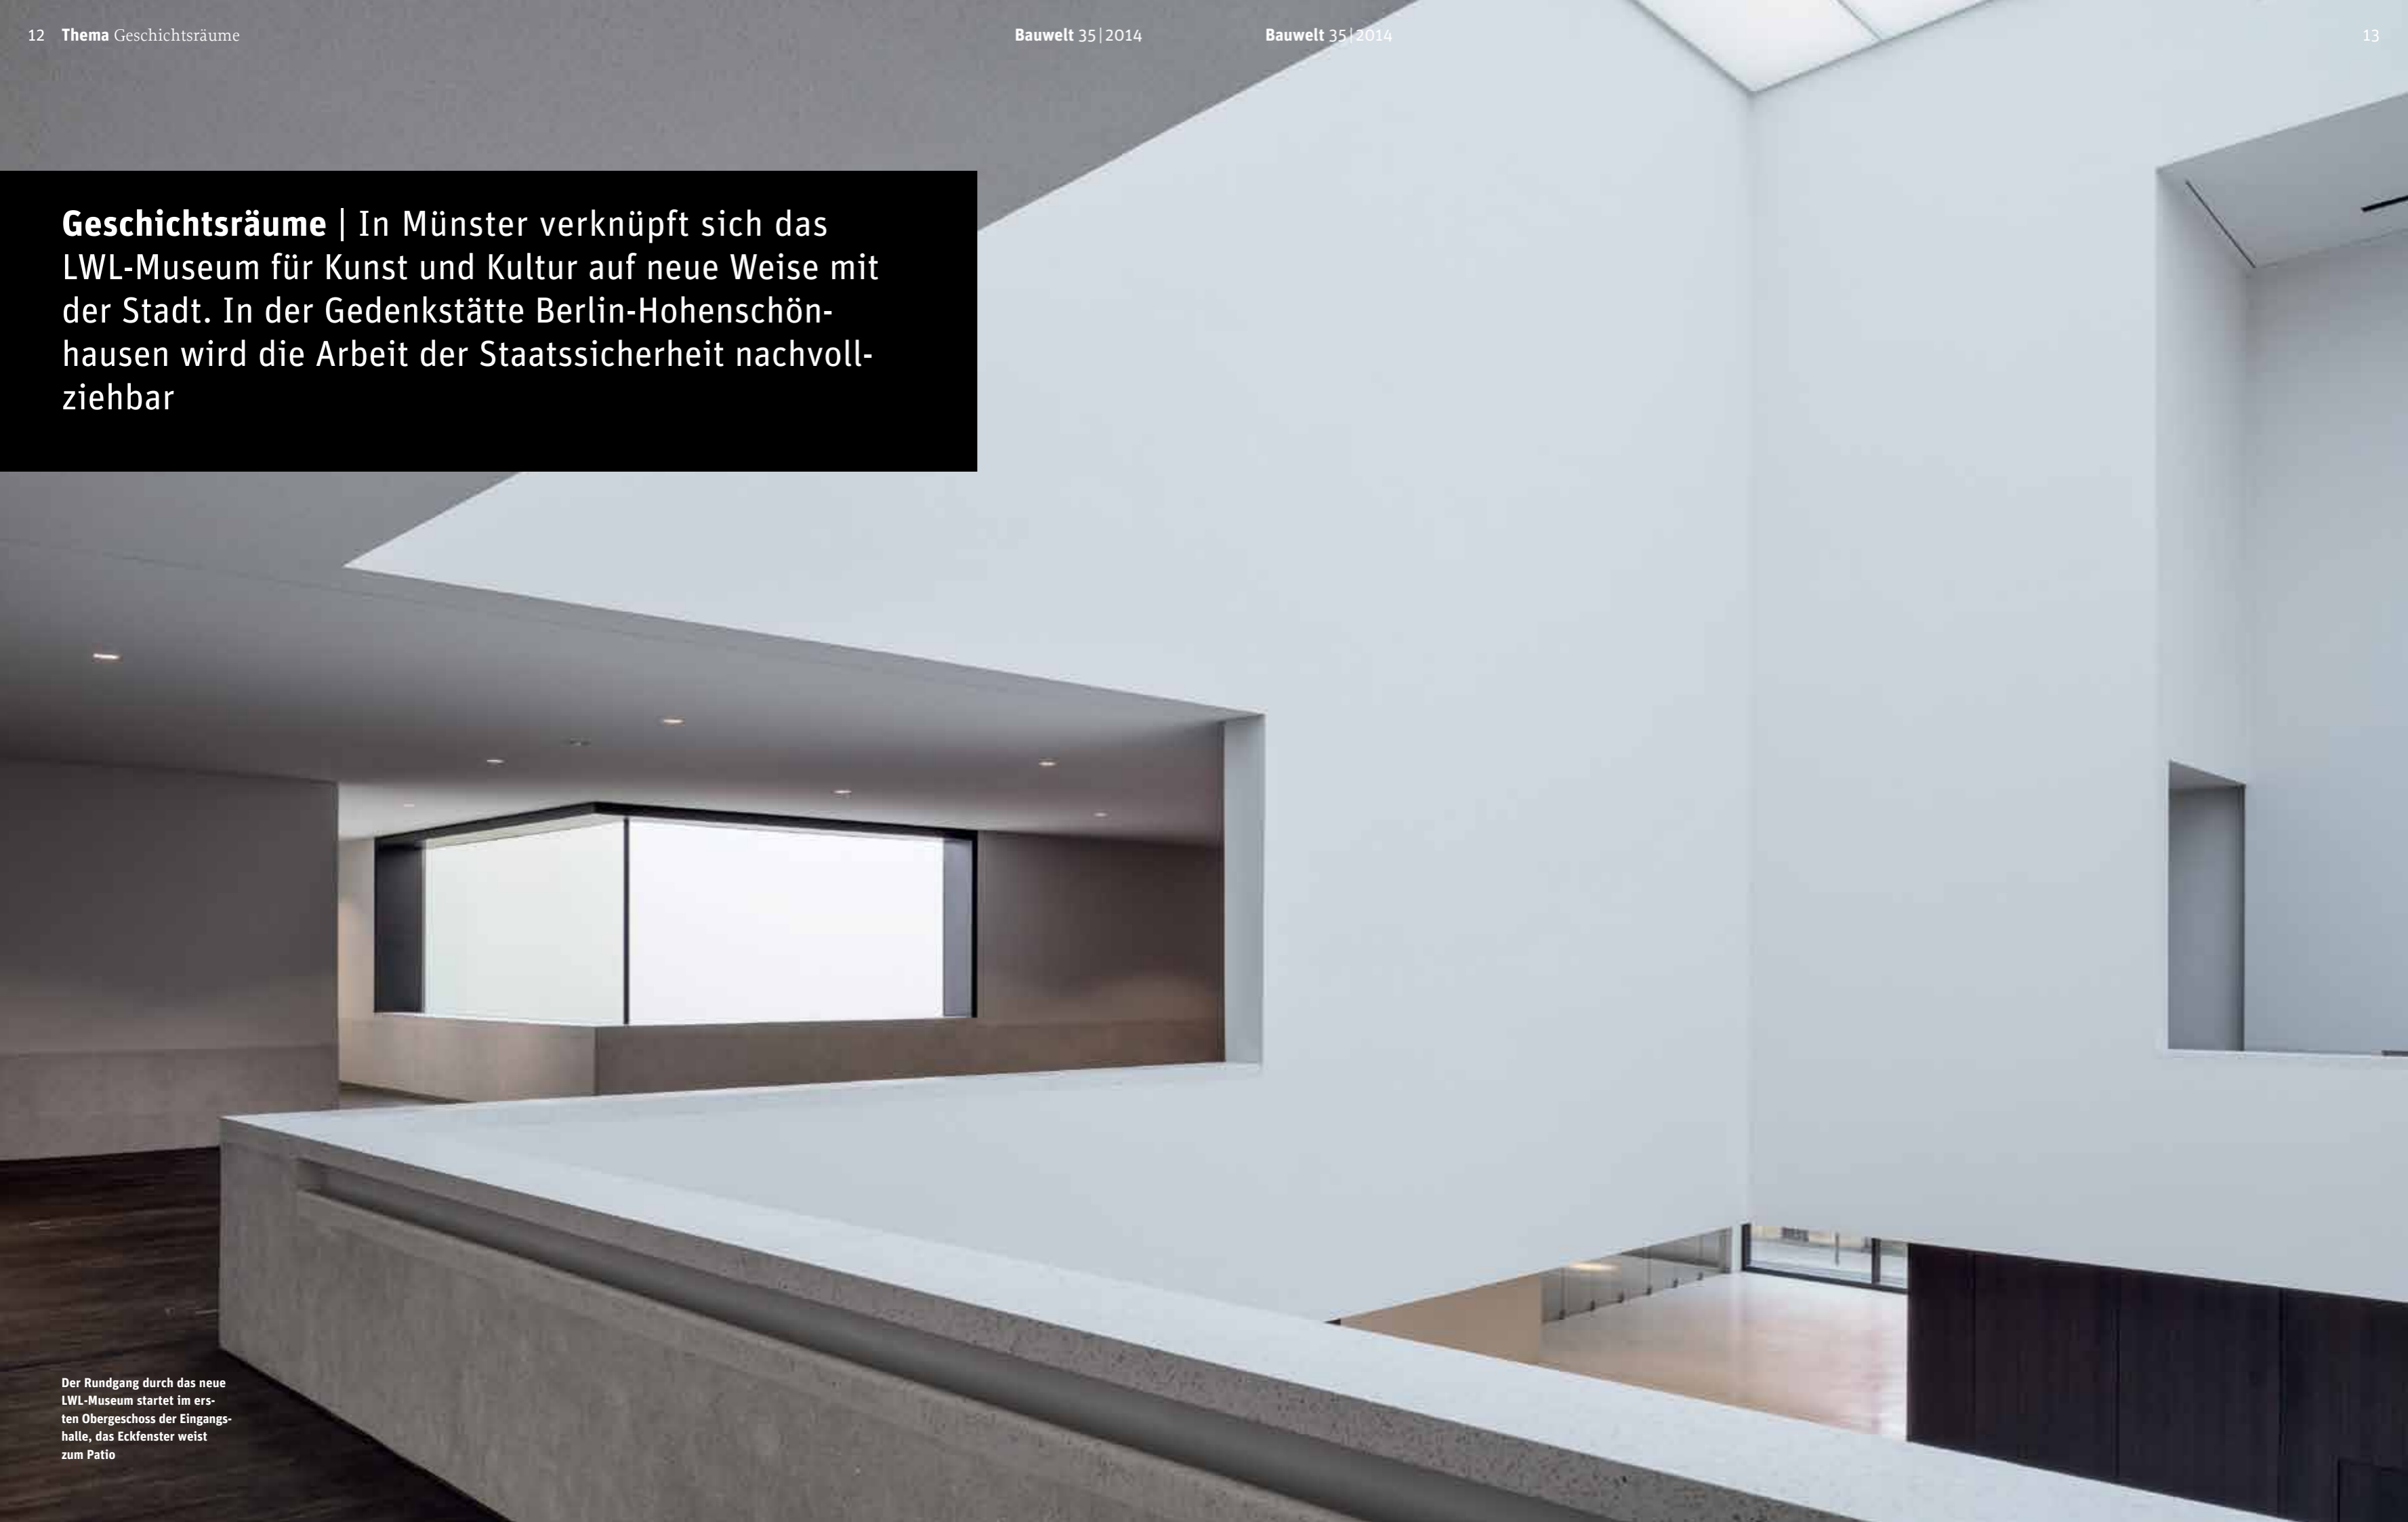 12 Thema Geschichtsräume
Bauwelt 35|2014
Bauwelt 35|2014
13
Geschichtsräume | In Münster verknüpft sich das
LWL-Museum für Kunst und Kultur auf neue Weise mit
der Stadt. In der Gedenkstätte Berlin-Hohenschön-
hausen wird die Arbeit der Staatssicherheit nachvoll-
ziehbar
Der Rundgang durch das neue
LWL-Museum startet im ers-
ten Obergeschoss der Eingangs-
halle, das Eckfenster weist
zum Patio